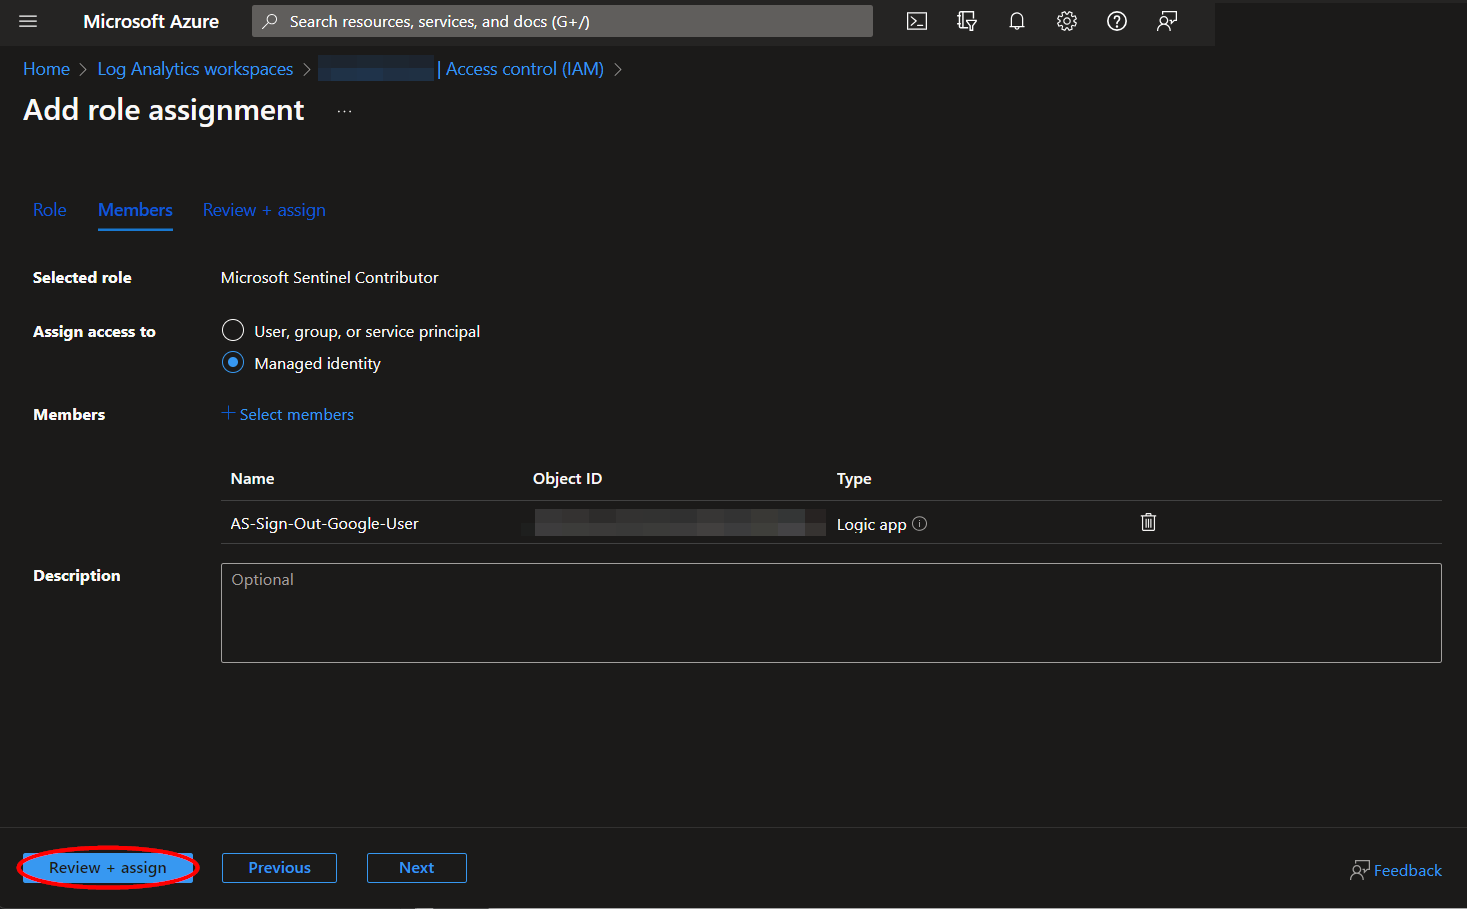 Microsoft Azure
Search resources, services, and docs (G+/)
Home > Log Analytics workspaces > | Access control (IAM) >
Add role assignment ...
Role Members Review + assign
Selected role Microsoft Sentinel Contributor
Assign access to User, group, or service principal
Managed identity
Members + Select members
Name Object ID Type
AS-Sign-Out-Google-User Logic app
Description Optional
Review + assign Previous Next Feedback